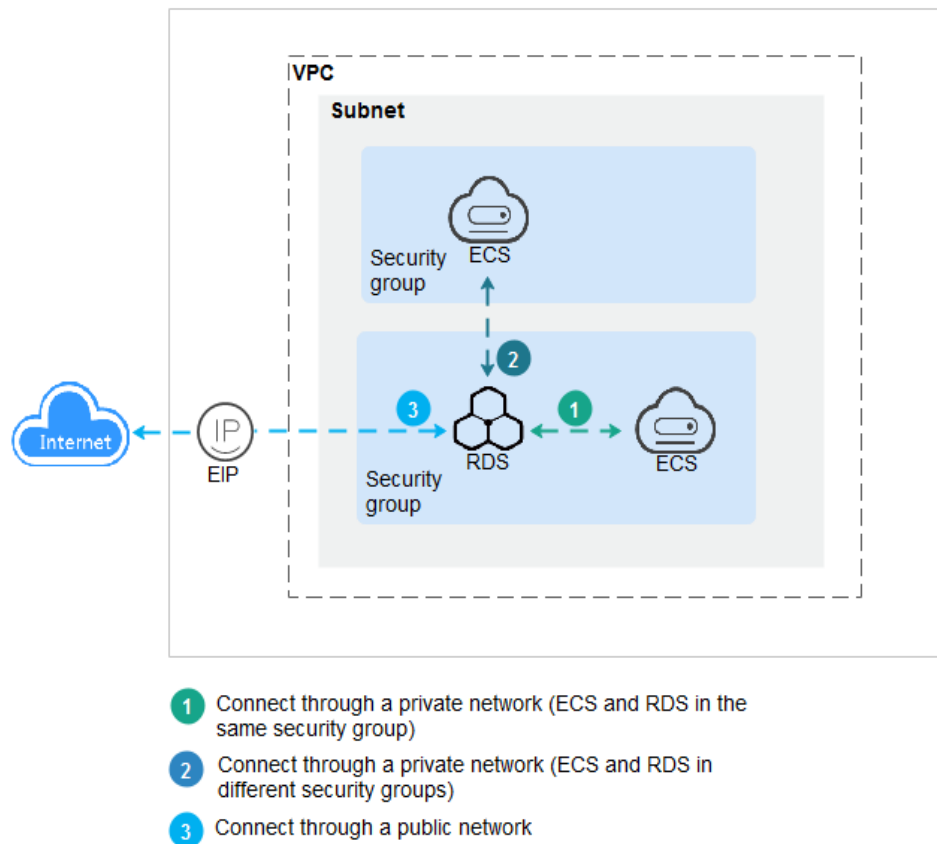 VPC
Subnet
ECS
Security
group
2
3
1
Internet
IP
EIP
RDS
ECS
Security
group
1 Connect through a private network (ECS and RDS in the
same security group)
2 Connect through a private network (ECS and RDS in
different security groups)
3 Connect through a public network